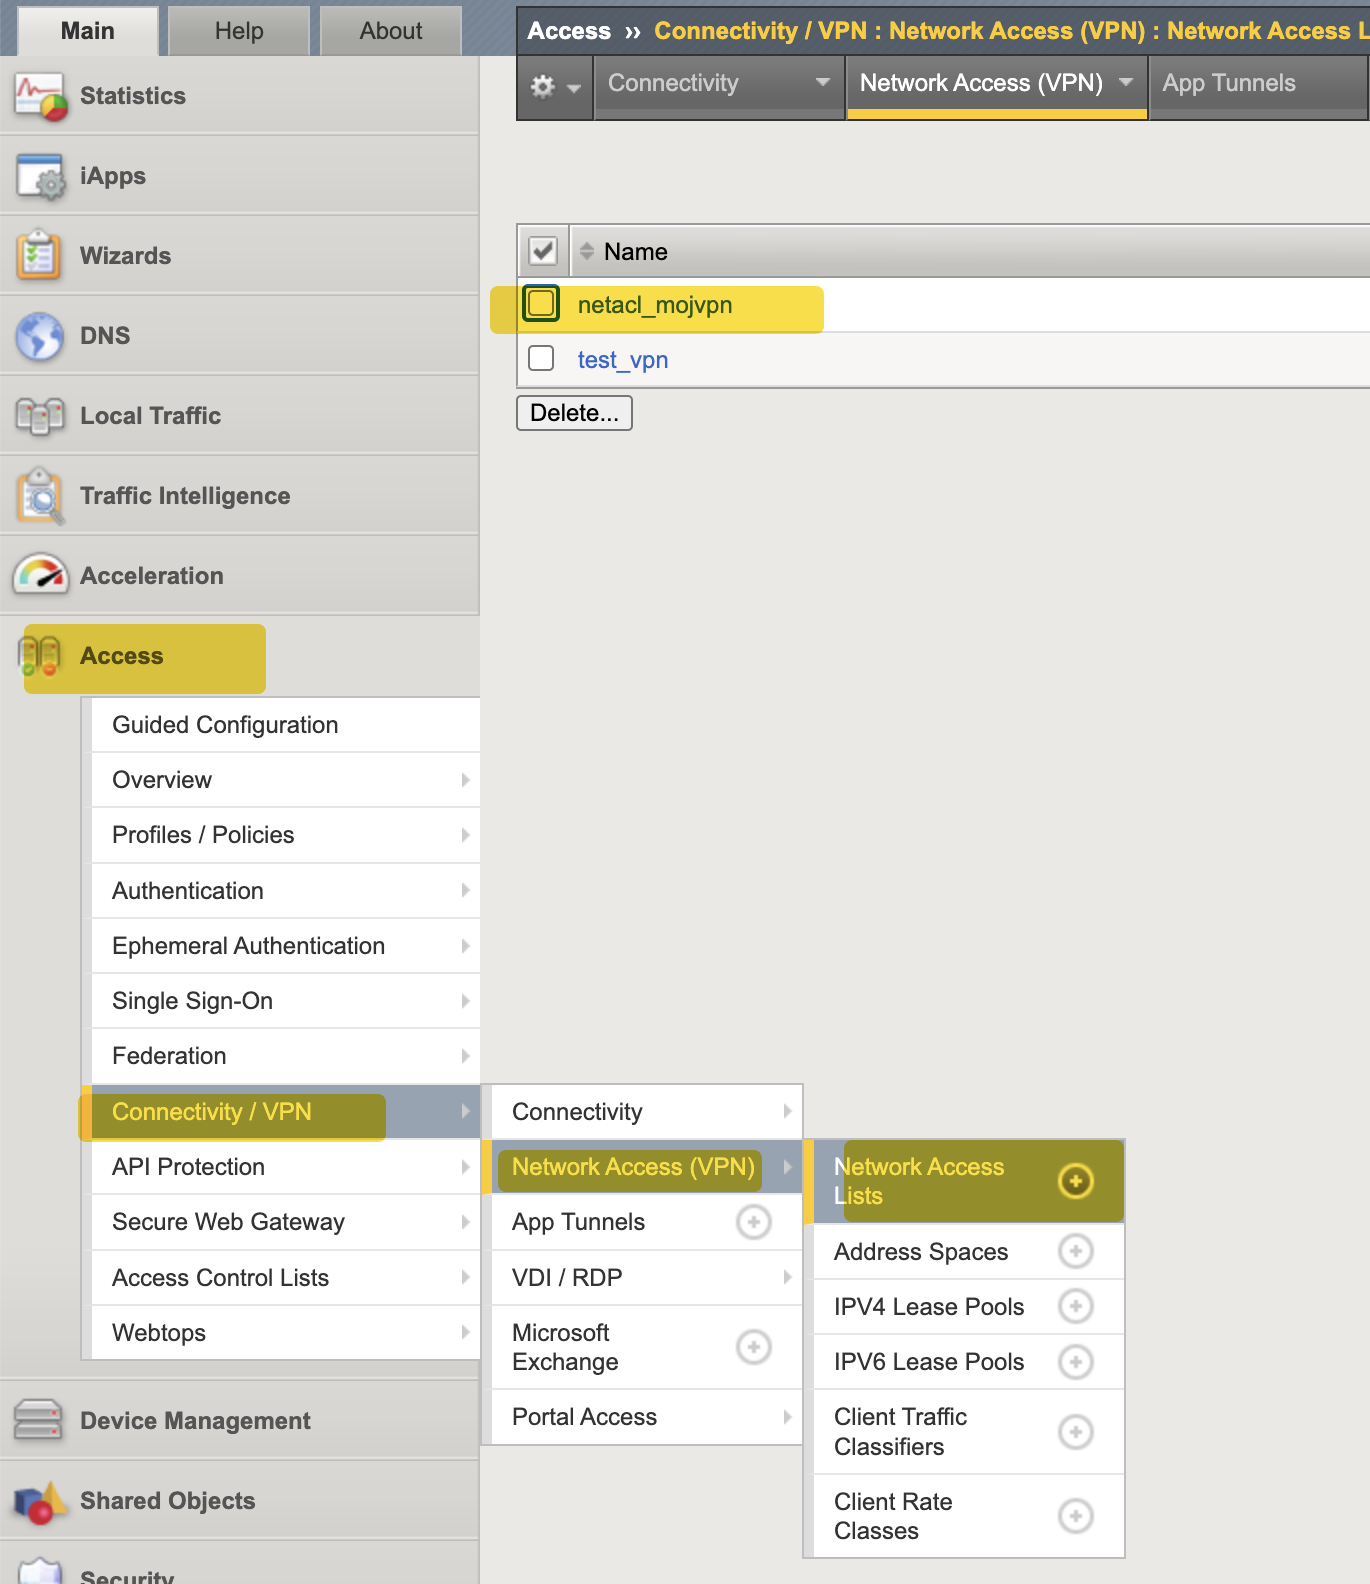 Main
Help
About
Access ›› Connectivity / VPN : Network Access (VPN) : Network Access L
Connectivity
Network Access (VPN)
App Tunnels
Statistics
iApps
Wizards
DNS
Local Traffic
Traffic Intelligence
Acceleration
Access
Name
netacl_mojvpn
test_vpn
Delete...
Guided Configuration
Overview
Profiles / Policies
Authentication
Ephemeral Authentication
Single Sign-On
Federation
Connectivity / VPN
API Protection
Secure Web Gateway
Access Control Lists
Webtops
Connectivity
Network Access (VPN)
App Tunnels
VDI / RDP
Microsoft
Exchange
Portal Access
Network Access
Lists
Address Spaces
IPV4 Lease Pools
IPV6 Lease Pools
Client Traffic
Classifiers
Client Rate
Classes
Device Management
Shared Objects
Security